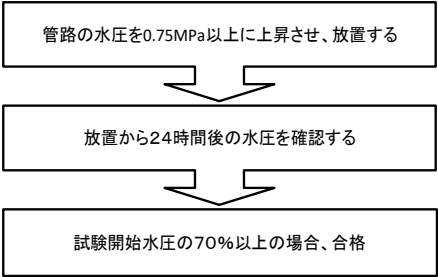 管路の水圧を0.75MPa以上に上昇させ、放置する
放置から２４時間後の水圧を確認する
試験開始水圧の７０％以上の場合、合格